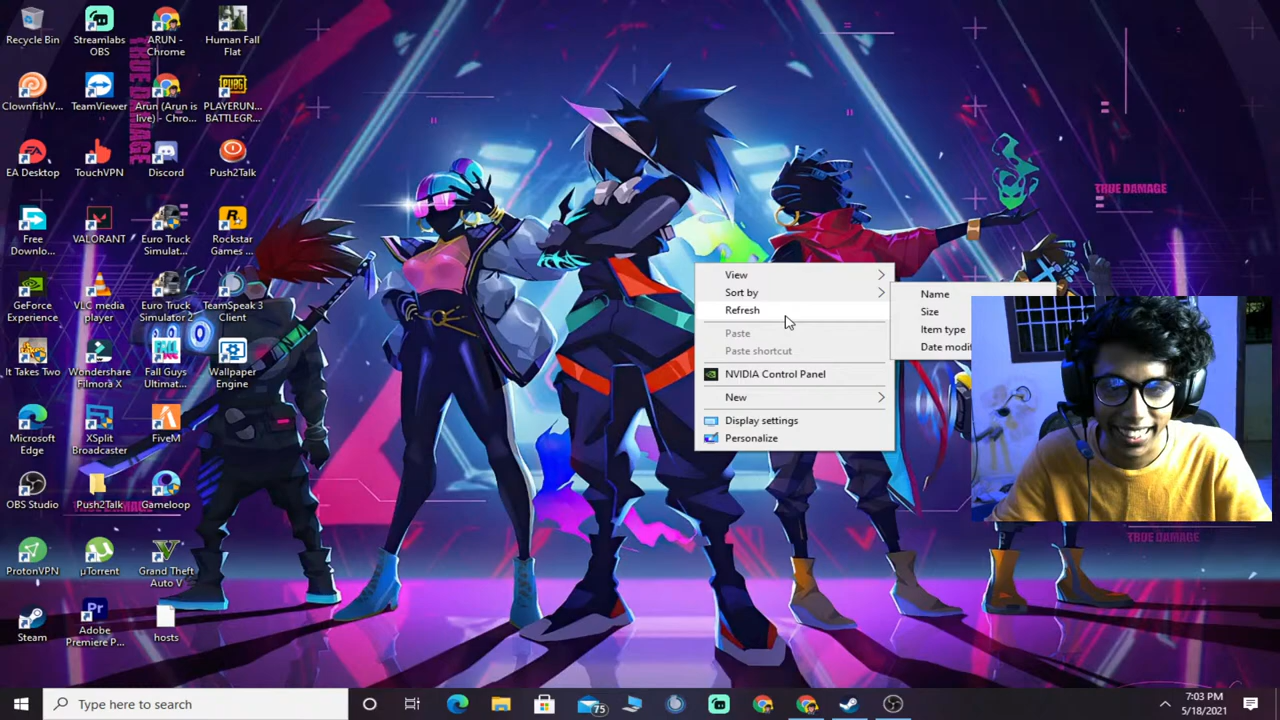 Recycle Bin
Streamlabs
OBS
ARUN -
Chrome
Human Fall
Flat
ClownfishV...
TeamViewer
Arun (Arun is
live) - Chro...
PLAYERUN...
BATTLEGR...
EA Desktop
TouchVPN
Discord
Push2Talk
Free
Downlo...
VALORANT
Euro Truck
Simulat...
Rockstar
Games ...
GeForce
Experience
VLC media
player
Euro Truck
Simulator 2
TeamSpeak 3
Client
It Takes Two
Wondershare
Filmora X
Fall Guys
Ultimat...
Wallpaper
Engine
Microsoft
Edge
XSplit
Broadcaster
FiveM
OBS Studio
Push2Talk
Gameloop
ProtonVPN
µTorrent
Grand Theft
Auto V
Steam
Adobe
Premiere P...
hosts
TRUE DAMAGE
TRUE DAMAGE
TRUE DAMAGE
View
Sort by
Refresh
Paste
Paste shortcut
NVIDIA Control Panel
New
Display settings
Personalize
Name
Size
Item type
Date modi
Type here to search
75
7:03 PM
5/18/2021